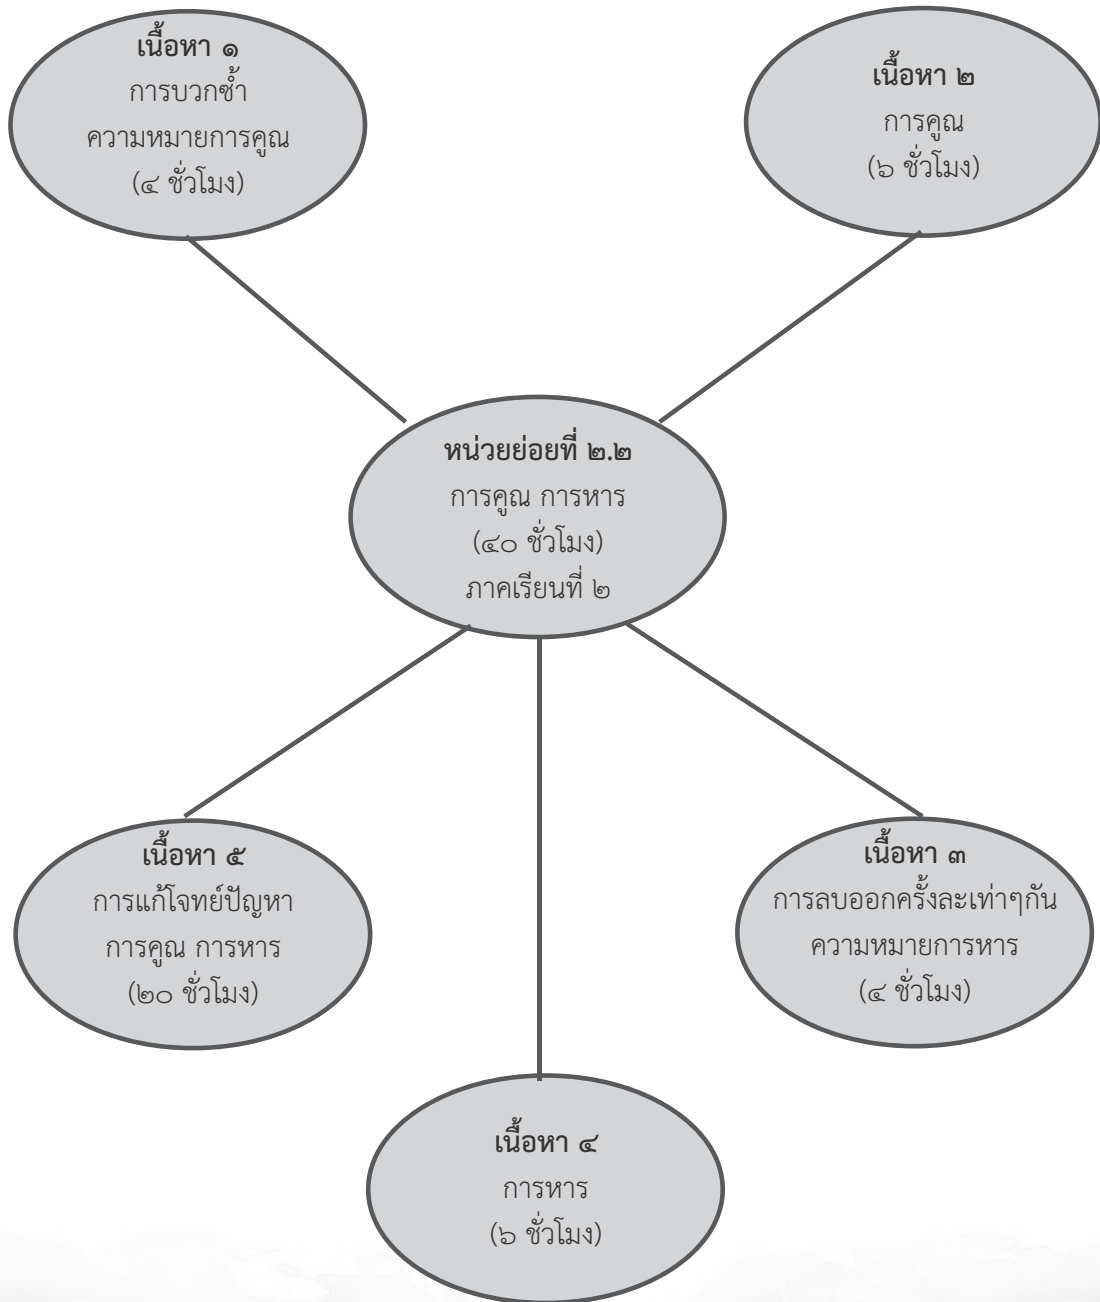 เนื้อหา ๑
การบวกซ้ำ
ความหมายการคูณ
(๔ ชั่วโมง)
เนื้อหา ๒
การคูณ
(๖ ชั่วโมง)
หน่วยย่อยที่ ๒.๒
การคูณ การหาร
(๔๐ ชั่วโมง)
ภาคเรียนที่ ๒
เนื้อหา ๕
การแก้โจทย์ปัญหา
การคูณ การหาร
(๒๐ ชั่วโมง)
เนื้อหา ๓
การลบออกครั้งละเท่าๆกัน
ความหมายการหาร
(๔ ชั่วโมง)
เนื้อหา ๔
การหาร
(๖ ชั่วโมง)